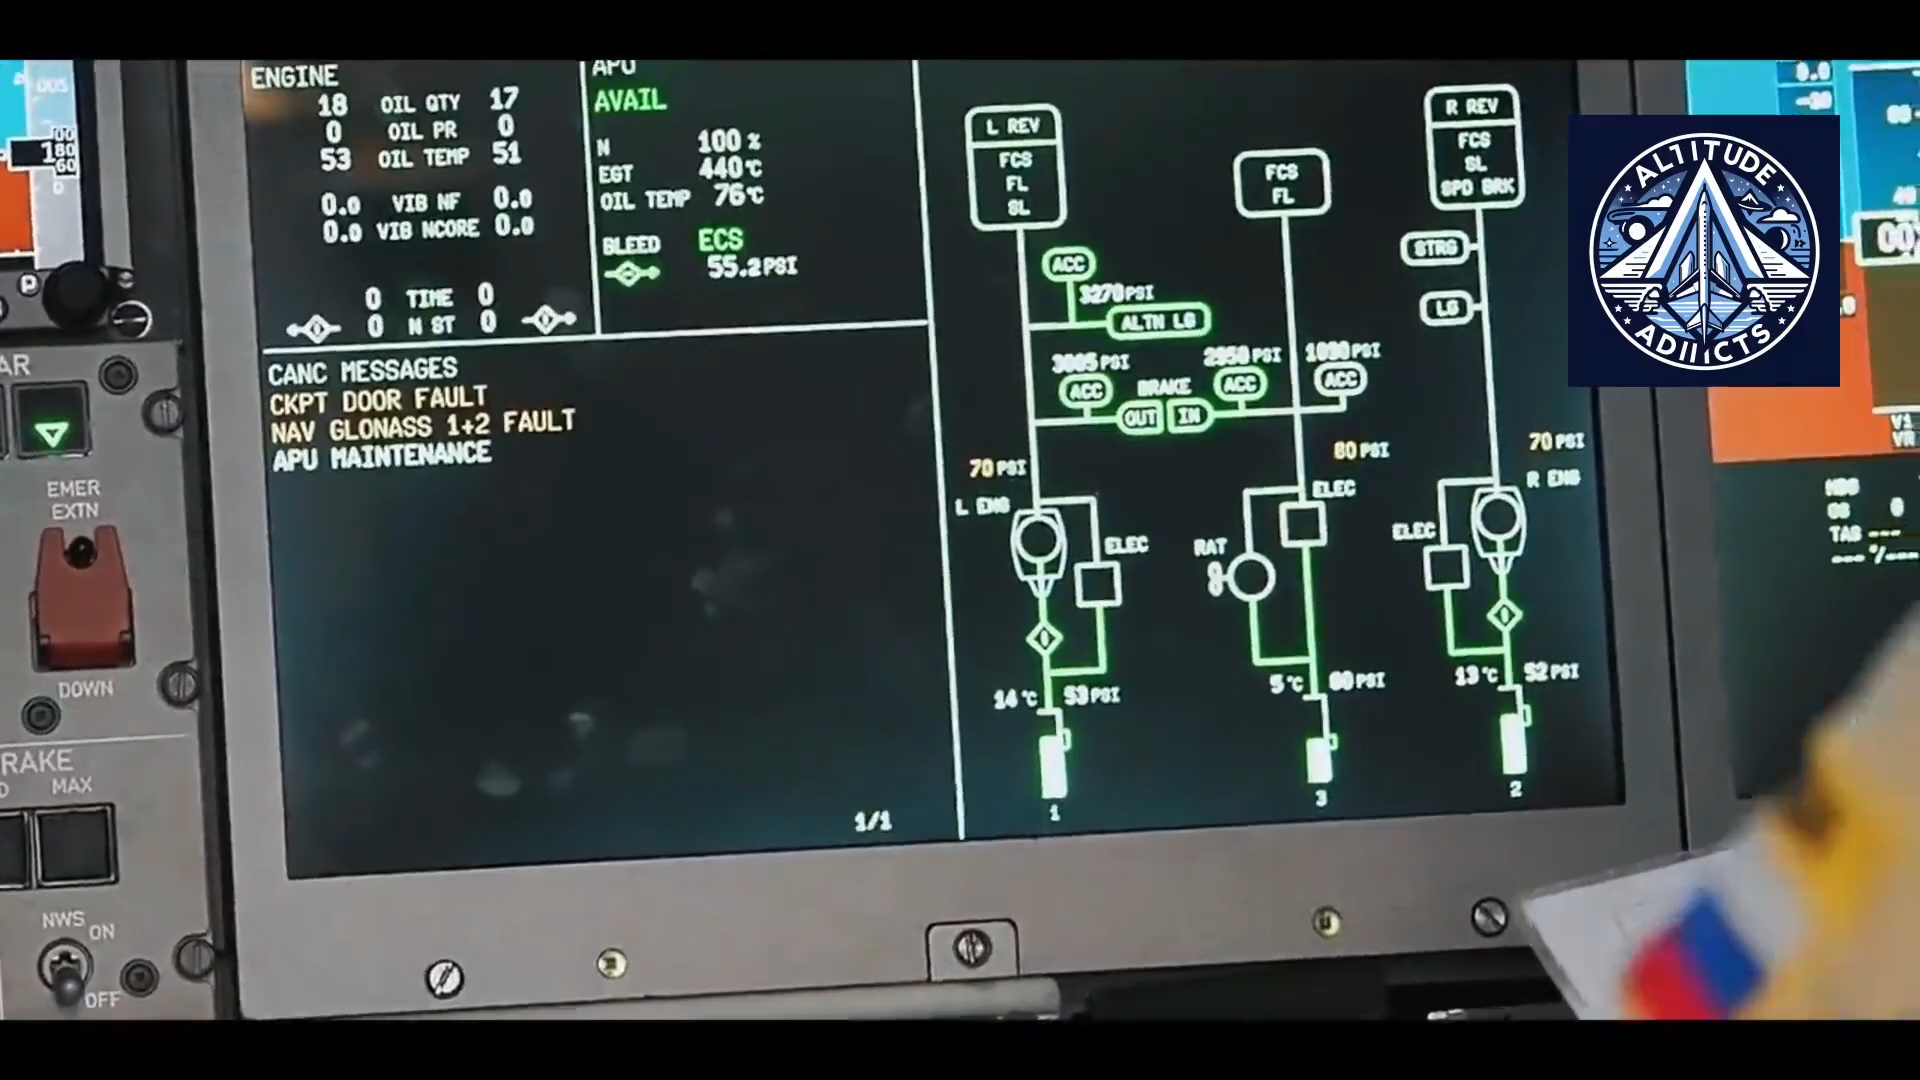 ENGINE
18 OIL QTY 17
0 OIL PR 0
53 OIL TEMP 51
0.0 VIB NF 0.0
0.0 VIB NCORE 0.0
0 TIME 0
0 N ST 0
APU
AVAIL
N 100 %
EGT 440°C
OIL TEMP 76°C
BLEED ECS
55.2 PSI
CANC MESSAGES
CKPT DOOR FAULT
NAV GLONASS 1+2 FAULT
APU MAINTENANCE
1/1
L REV
FCS
FL
SL
FCS
FL
R REV
FCS
SL
SPD BRK
STRG
LG
ACC
3270 PSI
ALTN LG
PSI
PSI
PSI
ACC
BRAKE
ACC
ACC
OUT
IN
70 PSI
80 PSI
70 PSI
L ENG
ELEC
RAT
ELEC
ELEC
R ENG
14 °C 53 PSI
5 °C PSI
13 °C 52 PSI
1
3
2
EMER
EXTN
DOWN
RAKE
MAX
NWS
ON
OFF
P
AR
ALTITUDE
ADIICTS
V1
VR
TAS ---